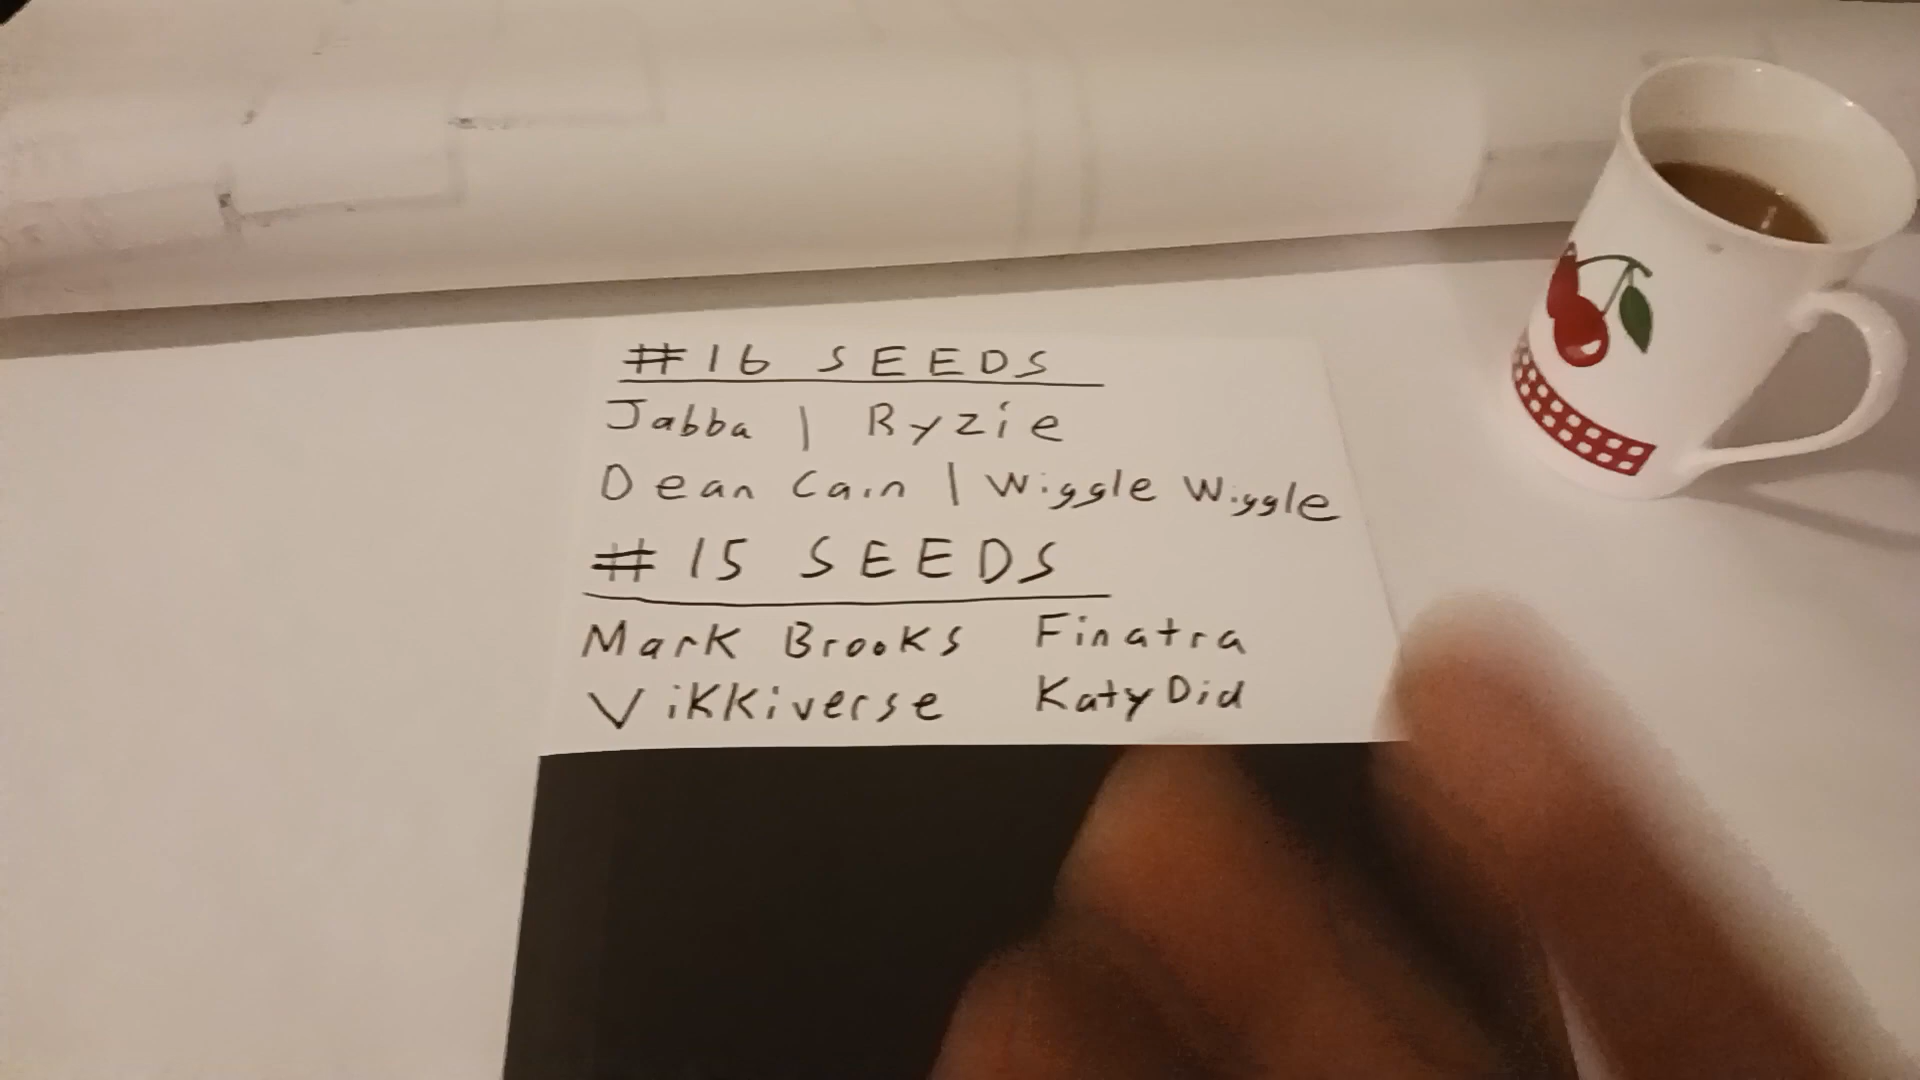 #16 SEEDS
Jabba | Ryzie
Dean Cain | Wiggle Wiggle
#15 SEEDS
Mark Brooks Finatra
Vikkiverse KatyDid